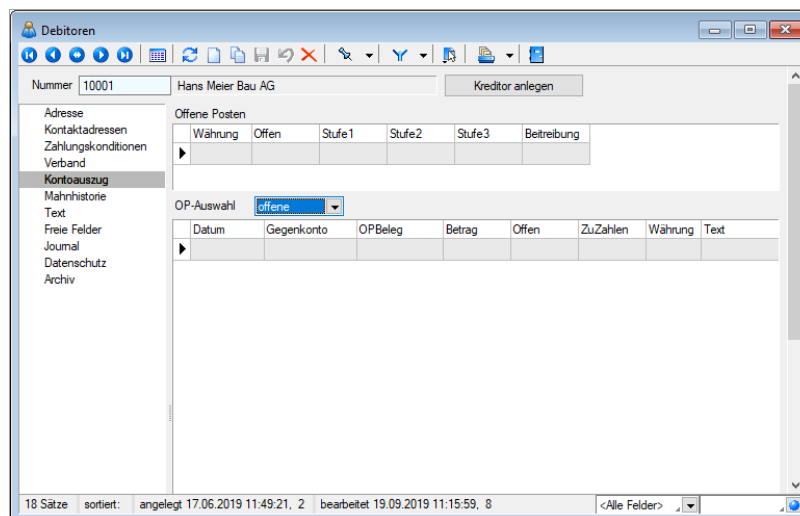 Debitoren
Nummer 10001 Hans Meier Bau AG Kreditor anlegen
Adresse
Kontaktadressen
Zahlungskonditionen
Verband
Kontoauszug
Mahnhistorie
Text
Freie Felder
Journal
Datenschutz
Archiv
Offene Posten
Währung Offen Stufe1 Stufe2 Stufe3 Beitreibung
OP-Auswahl offene
Datum Gegenkonto OPBeleg Betrag Offen ZuZahlen Währung Text
18 Sätze sortiert: angelegt 17.06.2019 11:49:21, 2 bearbeitet 19.09.2019 11:15:59, 8 <Alle Felder>